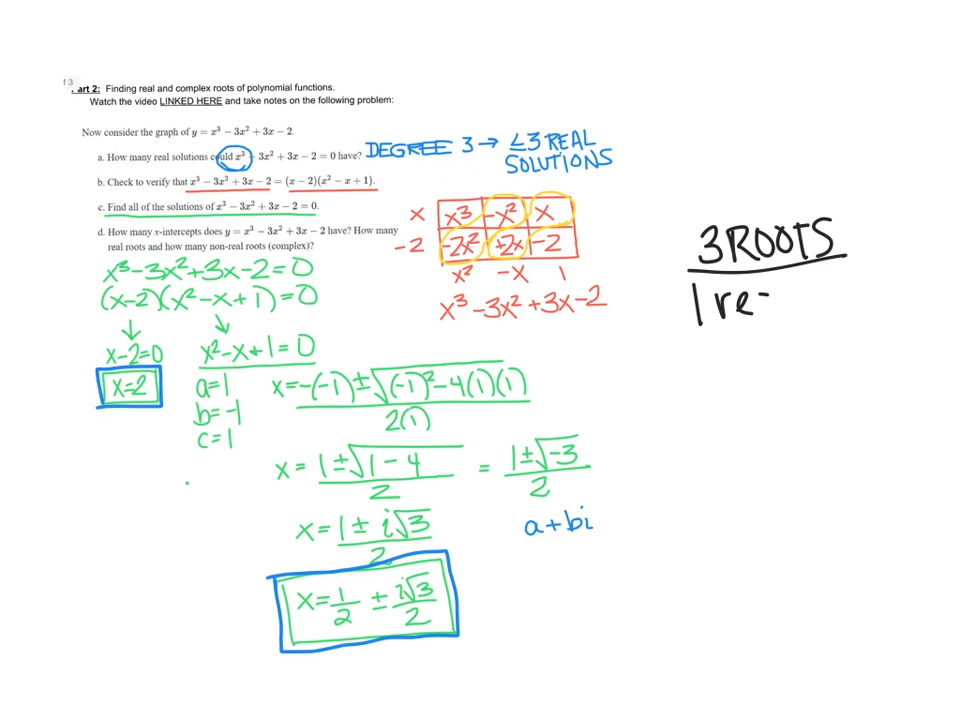 f 3
art 2: Finding real and complex roots of polynomial functions.
Watch the video LINKED HERE and take notes on the following problem:
Now consider the graph of y = x³ − 3x² + 3x − 2.
a. How many real solutions could x³ − 3x² + 3x − 2 = 0 have?
DEGREE 3 → ≤3 REAL
SOLUTIONS
b. Check to verify that x³ − 3x² + 3x − 2 = (x − 2)(x² − x + 1).
c. Find all of the solutions of x³ − 3x² + 3x − 2 = 0.
d. How many x-intercepts does y = x³ − 3x² + 3x − 2 have? How many
real roots and how many non-real roots (complex)?
x x³ -x² x
-2 -2x² +2x -2
x² -x 1
x³ -3x² +3x -2
x³-3x²+3x-2=0
(x-2)(x²-x+1)=0
↓ ↘
x-2=0 x²-x+1=0
x=2
a=1
b=-1
c=1
x=-(-1)±√(-1)²-4(1)(1)
2(1)
x= 1±√1-4 = 1±√-3
2 2
x= 1± i√3
2
a+bi
x= 1/2 ± i√3/2
3 ROOTS
1 re